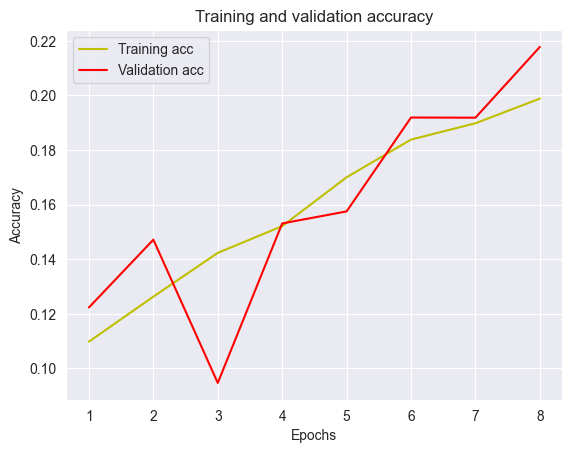 Training and validation accuracy
Training acc
Validation acc
0.22
0.20
0.18
0.16
0.14
0.12
0.10
Accuracy
1 2 3 4 5 6 7 8
Epochs